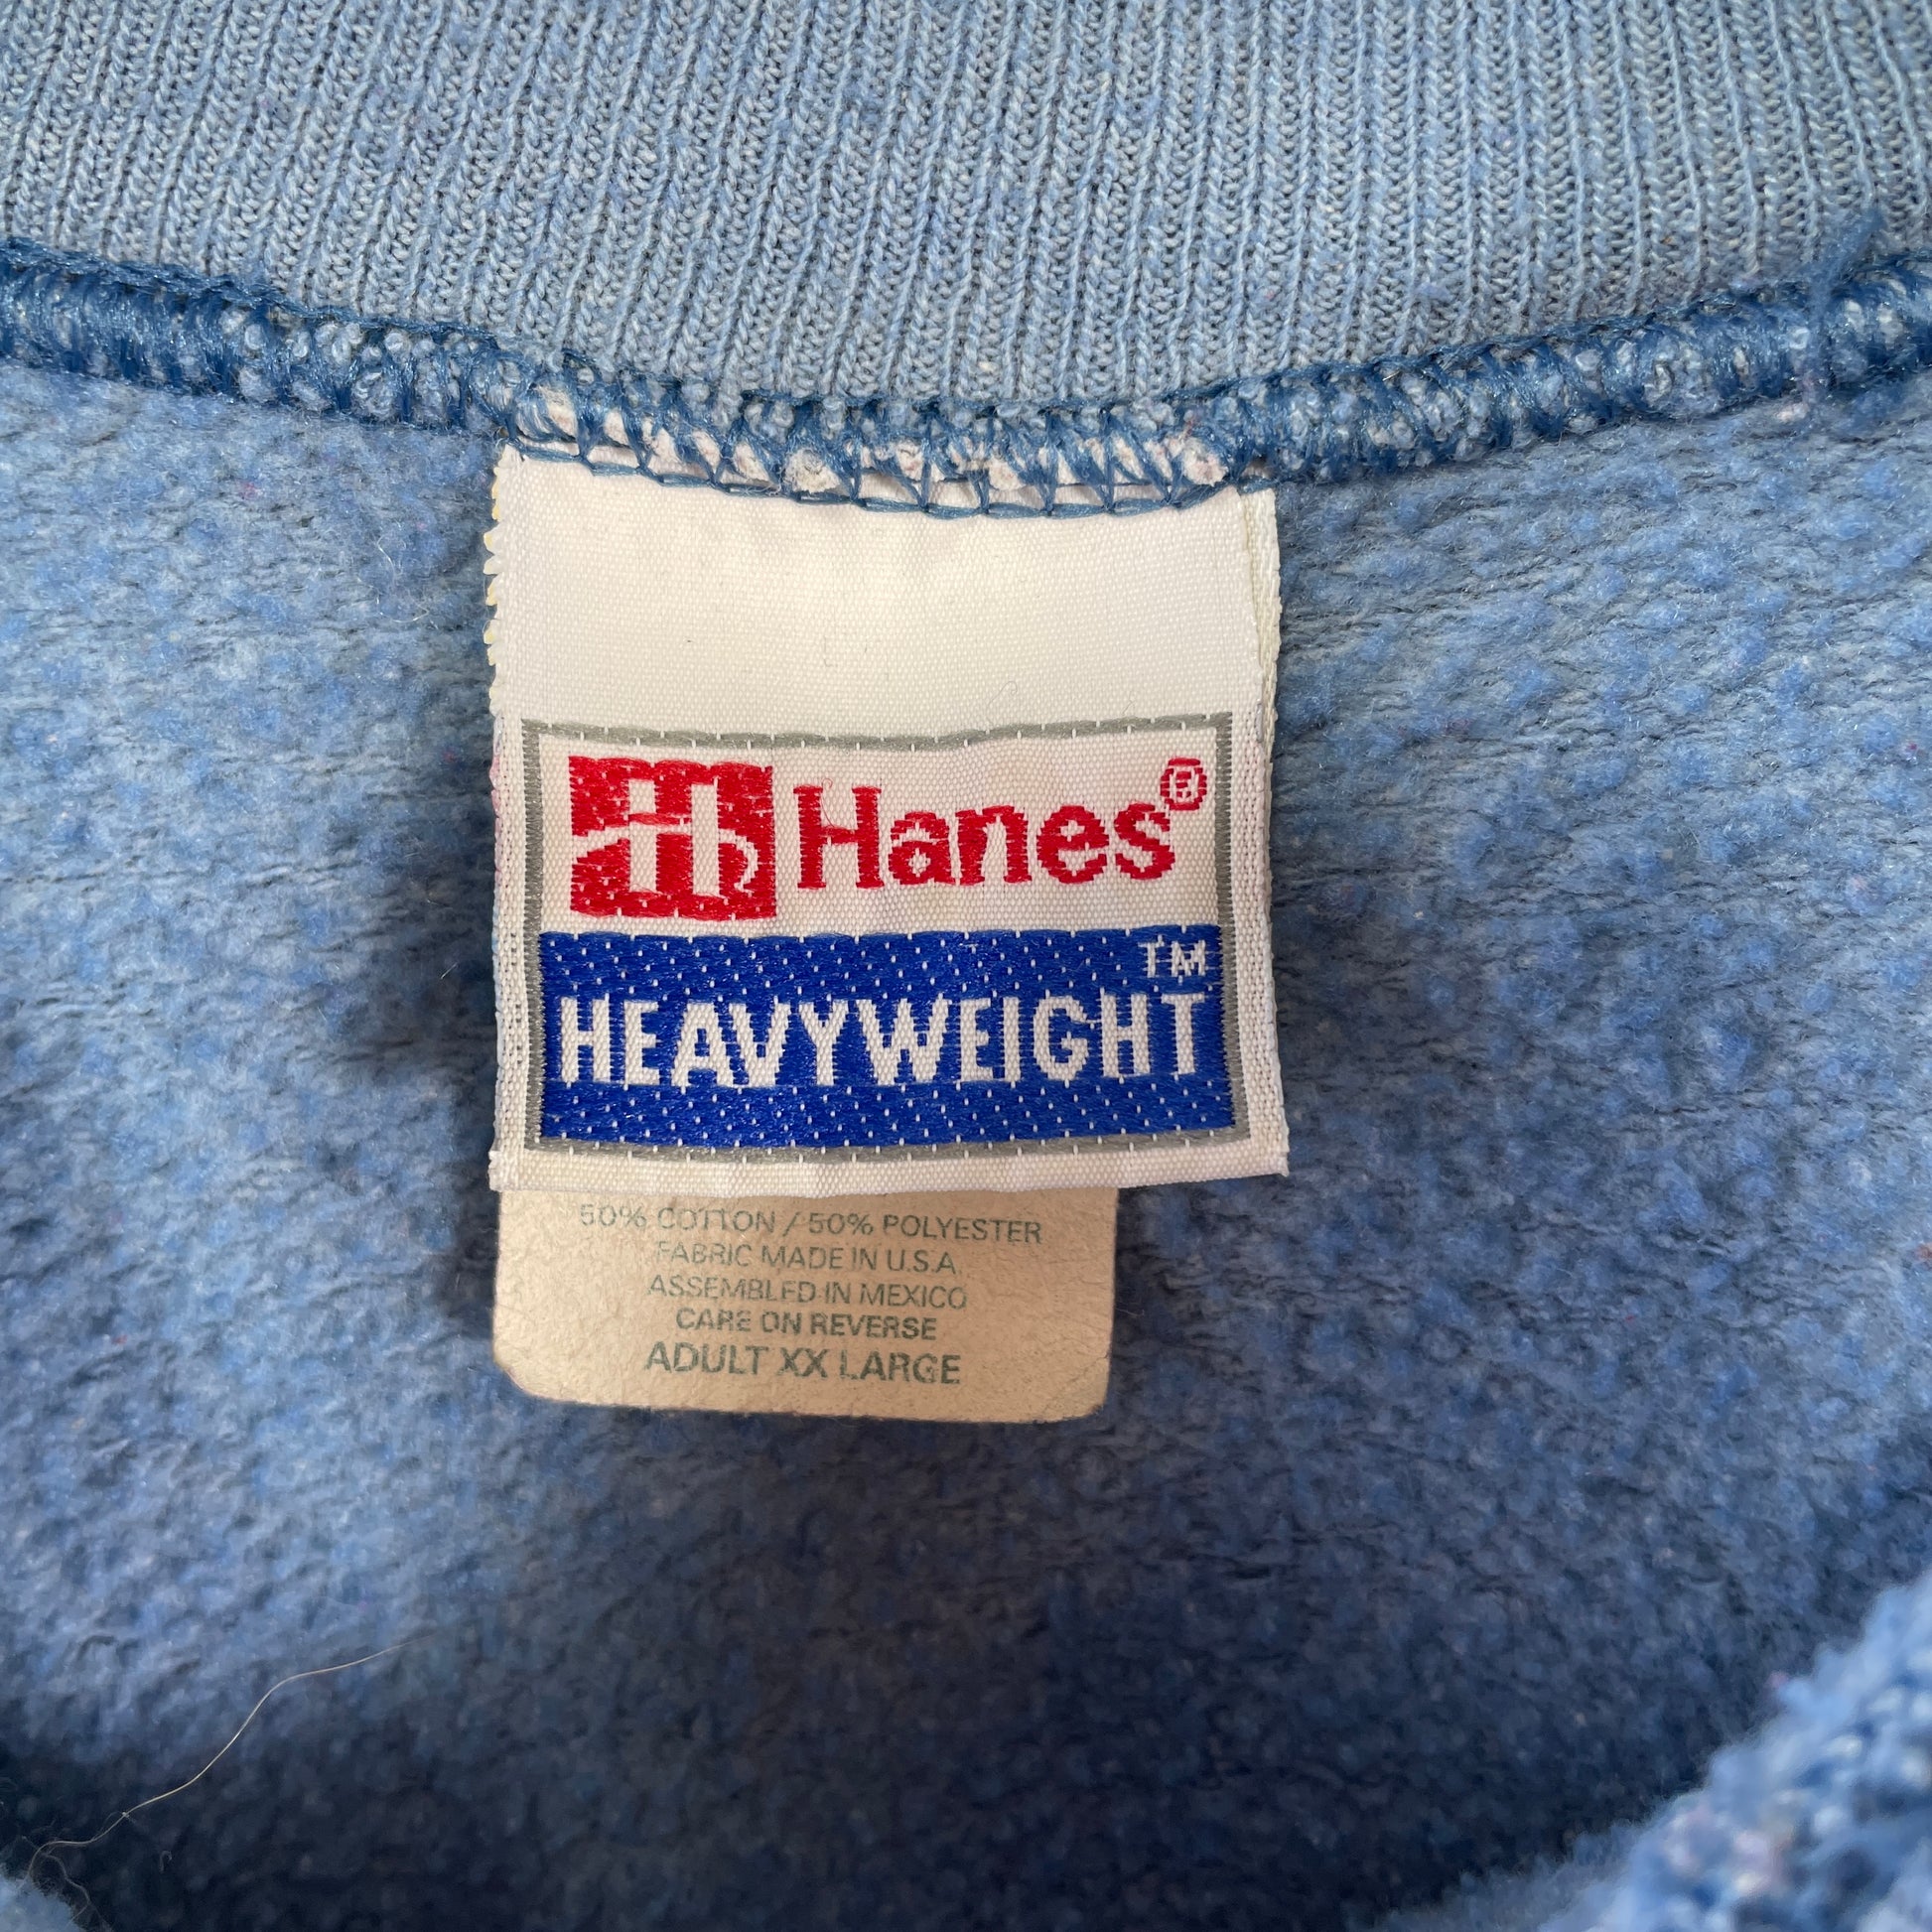 Hanes®
HEAVYWEIGHT™
50% COTTON / 50% POLYESTER
FABRIC MADE IN U.S.A.
ASSEMBLED IN MEXICO
CARE ON REVERSE
ADULT XX LARGE